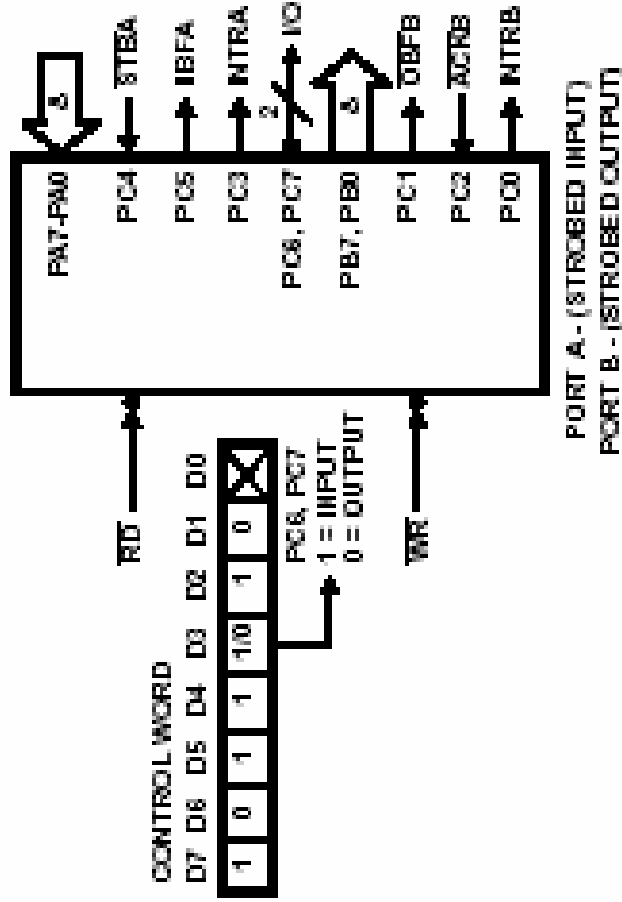 CONTROL WORD
D7 D6 D5 D4 D3 D2 D1 D0
1 0 1 1 1/0 1 0 X
PC6, PC7
1 = INPUT
0 = OUTPUT
RD
WR
PA7-PA0
8
PC4
STBA
PC5
IBFA
PC3
INTRA
PC6, PC7
2
I/O
PB7, PB0
8
PC1
OBFB
PC2
ACKB
PC0
INTRB
PORT A - (STROBED INPUT)
PORT B - (STROBED OUTPUT)